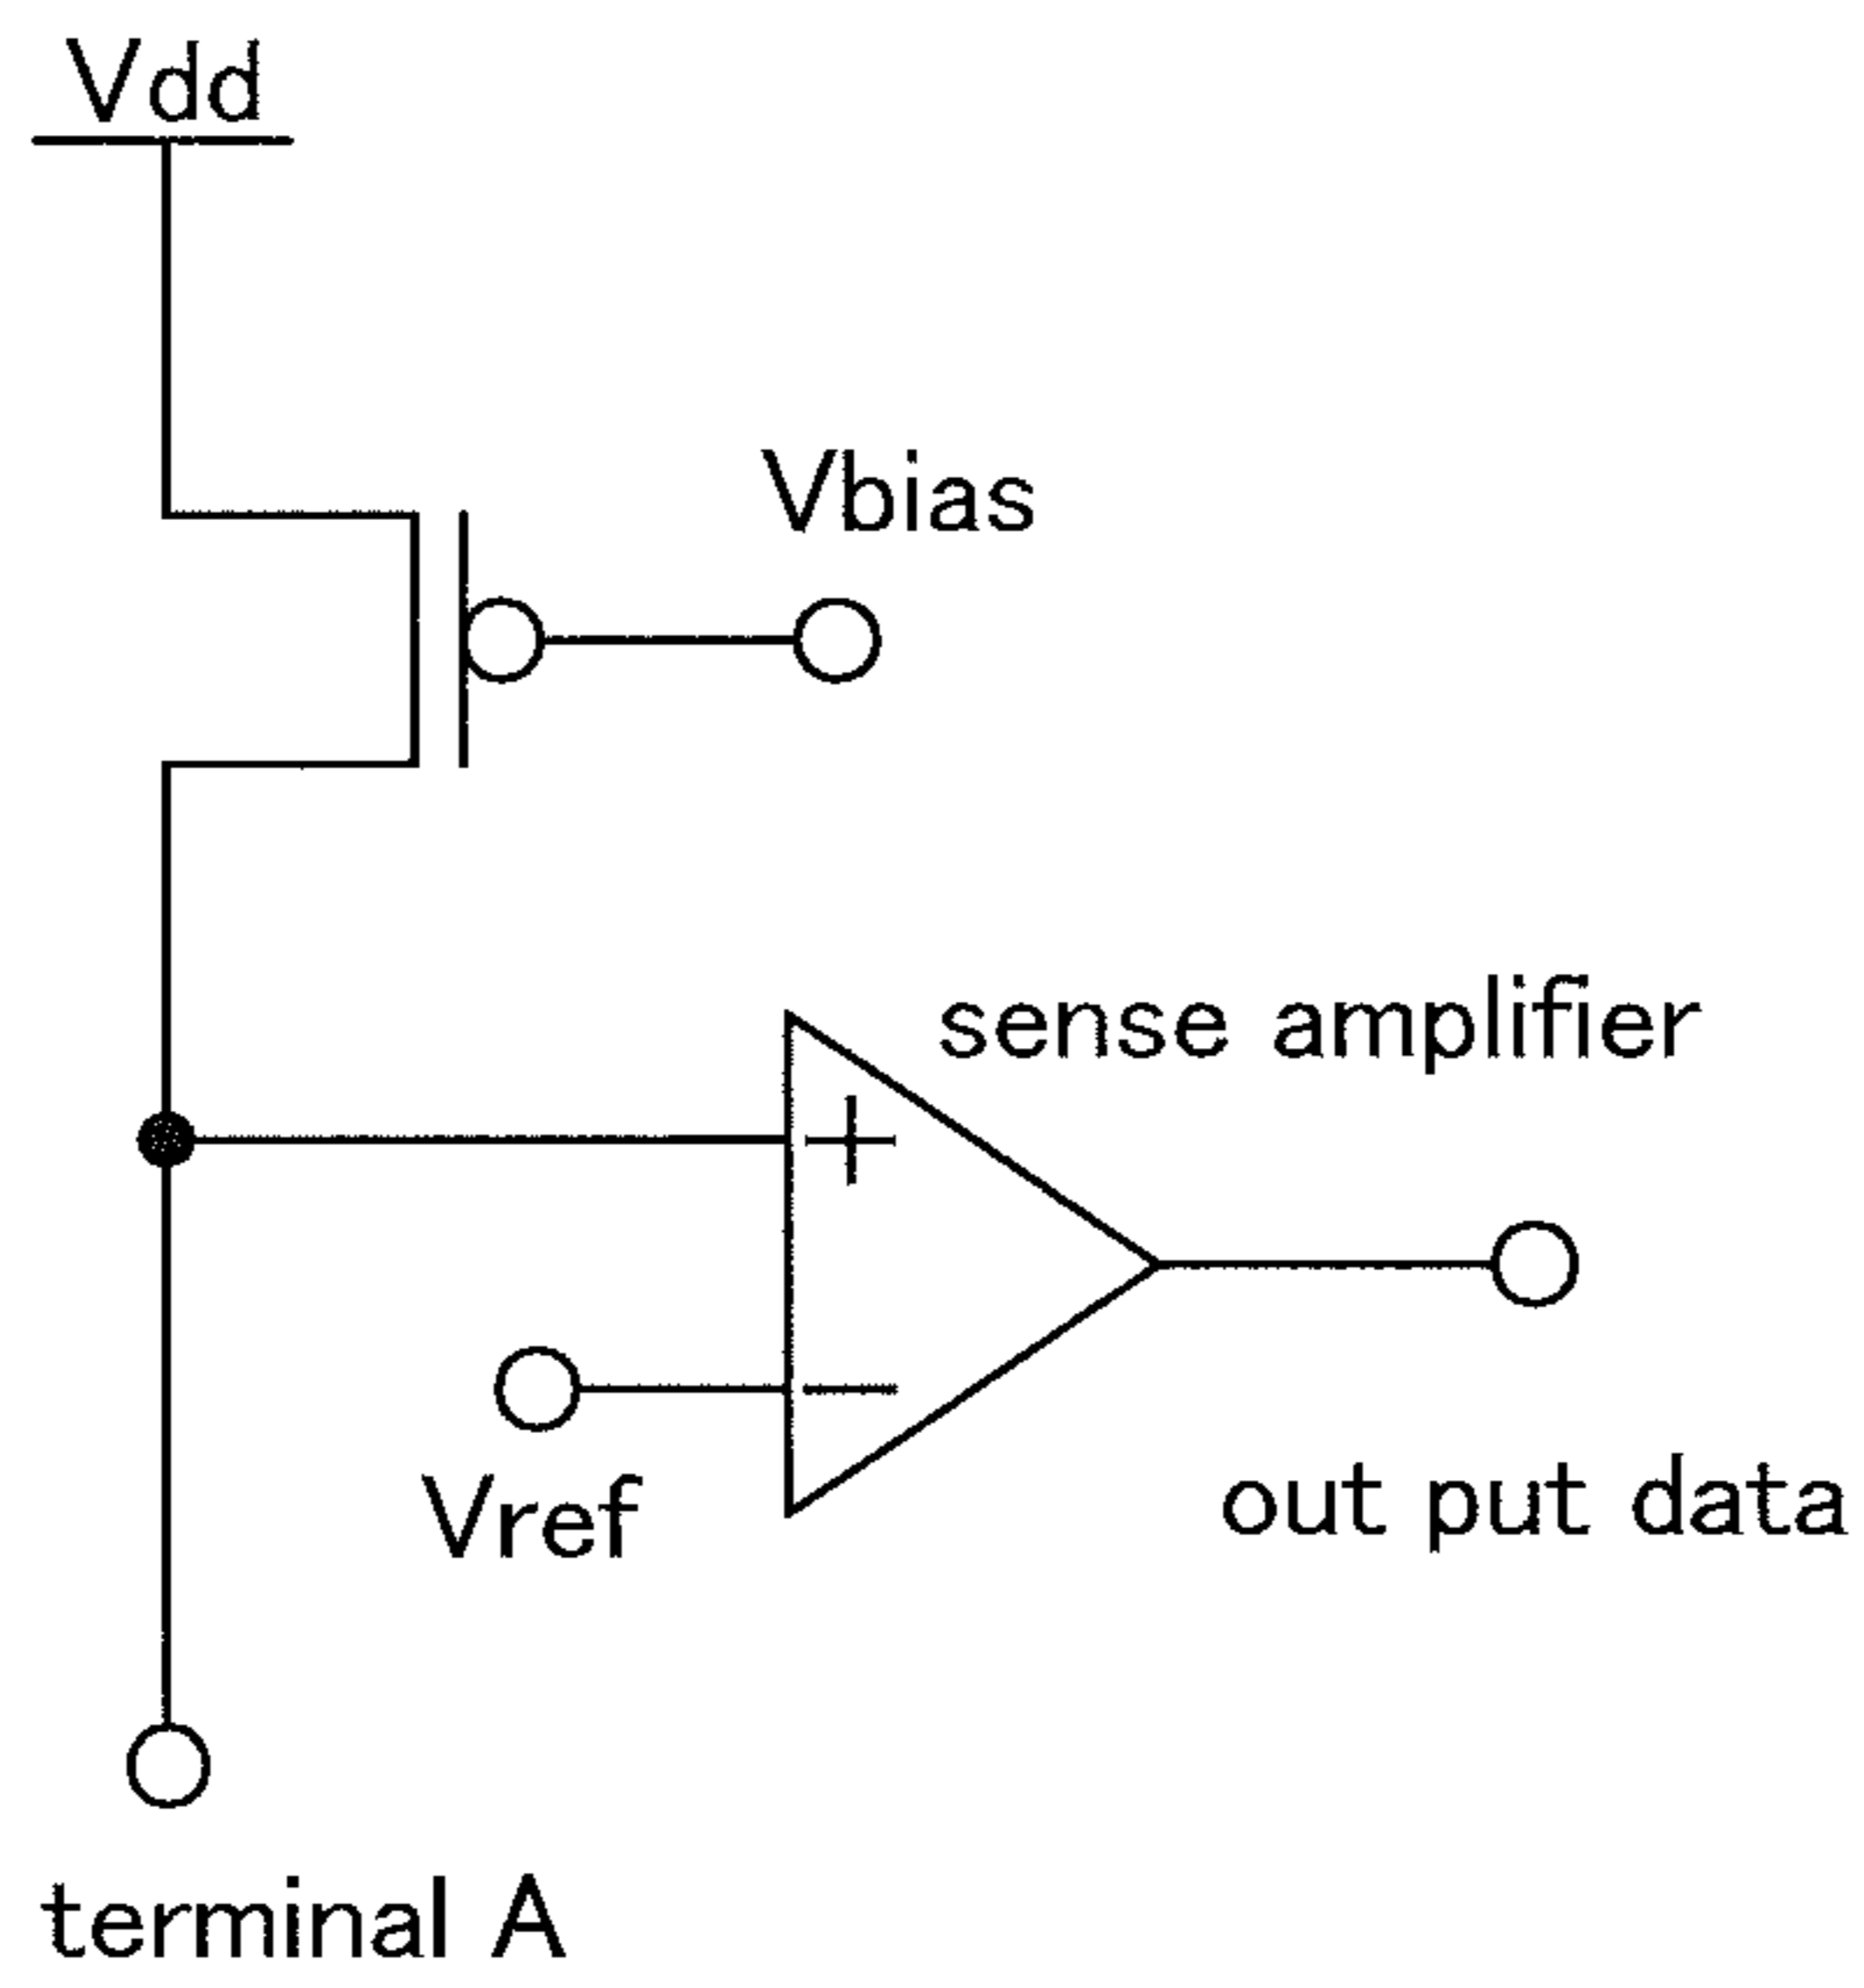 Vdd
Vbias
sense amplifier
+
−
Vref
out put data
terminal A